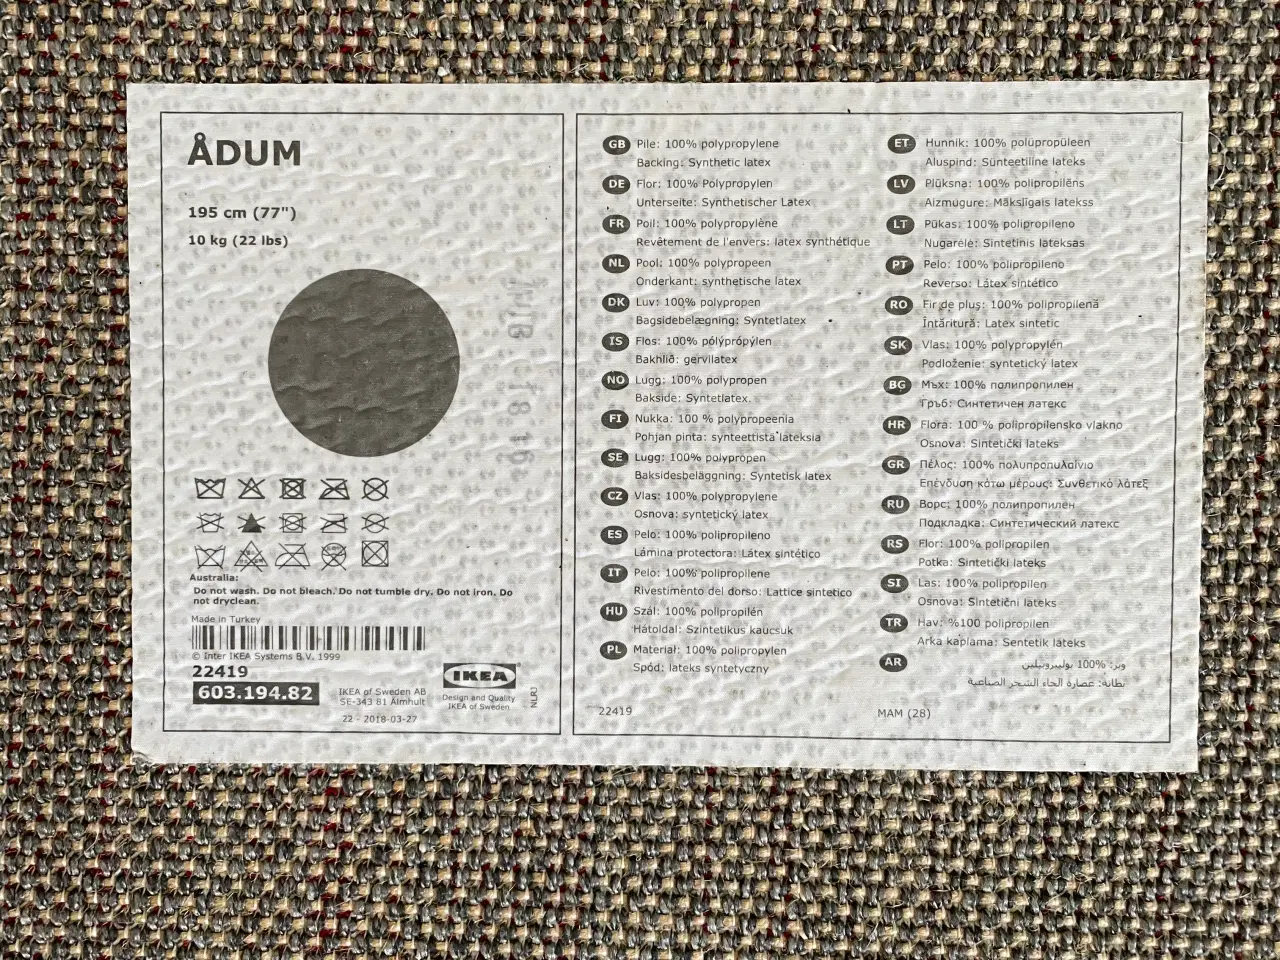 ÅDUM
195 cm (77")
10 kg (22 lbs)
Australia:
Do not wash. Do not bleach. Do not tumble dry. Do not iron. Do
not dryclean.
Made in Turkey
© Inter IKEA Systems B.V. 1999
22419
603.194.82
IKEA of Sweden AB
SE-343 81 Älmhult
22 - 2018-03-27
IKEA
Design and Quality
IKEA of Sweden
NLRJ
GB Pile: 100% polypropylene
Backing: Synthetic latex
DE Flor: 100% Polypropylen
Unterseite: Synthetischer Latex
FR Poil: 100% polypropylène
Revêtement de l'envers: latex synthétique
NL Pool: 100% polypropeen
Onderkant: synthetische latex
DK Luv: 100% polypropen
Bagsidebelægning: Syntetlatex
IS Flos: 100% pólýprópýlen
Bakhlið: gervilatex
NO Lugg: 100% polypropen
Bakside: Syntetlatex.
FI Nukka: 100 % polypropeenia
Pohjan pinta: synteettistä lateksia
SE Lugg: 100% polypropen
Baksidesbeläggning: Syntetisk latex
CZ Vlas: 100% polypropylene
Osnova: syntetický latex
ES Pelo: 100% polipropileno
Lámina protectora: Látex sintético
IT Pelo: 100% polipropilene
Rivestimento del dorso: Lattice sintetico
HU Szál: 100% polipropilén
Hátoldal: Szintetikus kaucsuk
PL Materiał: 100% polipropylen
Spód: lateks syntetyczny
22419
ET Hunnik: 100% polüpropüleen
Aluspind: Sünteetiline lateks
LV Plūksna: 100% polipropilēns
Aizmugure: Mākslīgais latekss
LT Pūkas: 100% polipropileno
Nugarėlė: Sintetinis lateksas
PT Pelo: 100% polipropileno
Reverso: Látex sintético
RO Fir de pluş: 100% polipropilenă
Întăritură: Latex sintetic
SK Vlas: 100% polypropylén
Podloženie: syntetický latex
BG Мъх: 100% полипропилен
Гръб: Синтетичен латекс
HR Flora: 100 % polipropilensko vlakno
Osnova: Sintetički lateks
GR Πέλος: 100% πολυπροπυλαίνιο
Επένδυση κάτω μέρους: Συνθετικό λάτεξ
RU Ворс: 100% полипропилен
Подкладка: Синтетический латекс
RS Flor: 100% polipropilen
Potka: Sintetički lateks
SI Las: 100% polipropilen
Osnova: Sintetični lateks
TR Hav: %100 polipropilen
Arka kaplama: Sentetik lateks
AR وبر: 100% بوليبروبيلين
بطانة: عصارة لحاء الشجر الصناعية
MAM (28)